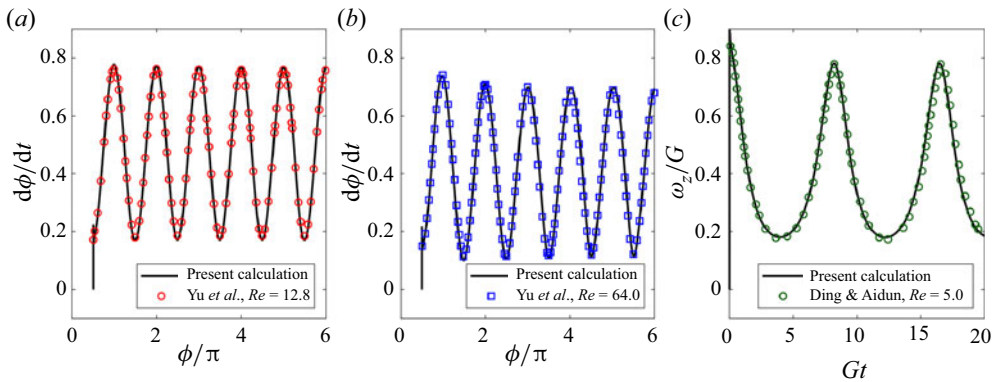 (a)
0.8
0.6
dϕ/dt
0.4
0.2
0
Present calculation
Yu et al., Re = 12.8
0 2 4 6
ϕ/π
(b)
0.8
0.6
dϕ/dt
0.4
0.2
0
Present calculation
Yu et al., Re = 64.0
0 2 4 6
ϕ/π
(c)
0.8
0.6
ω_z/G
0.4
0.2
0
Present calculation
Ding & Aidun, Re = 5.0
0 5 10 15 20
Gt